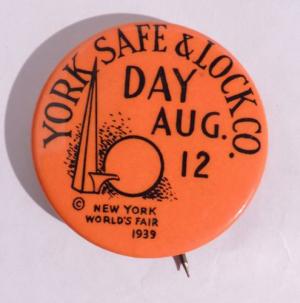 YORK SAFE & LOCK CO.
DAY
AUG.
12
© NEW YORK
WORLD'S FAIR
1939